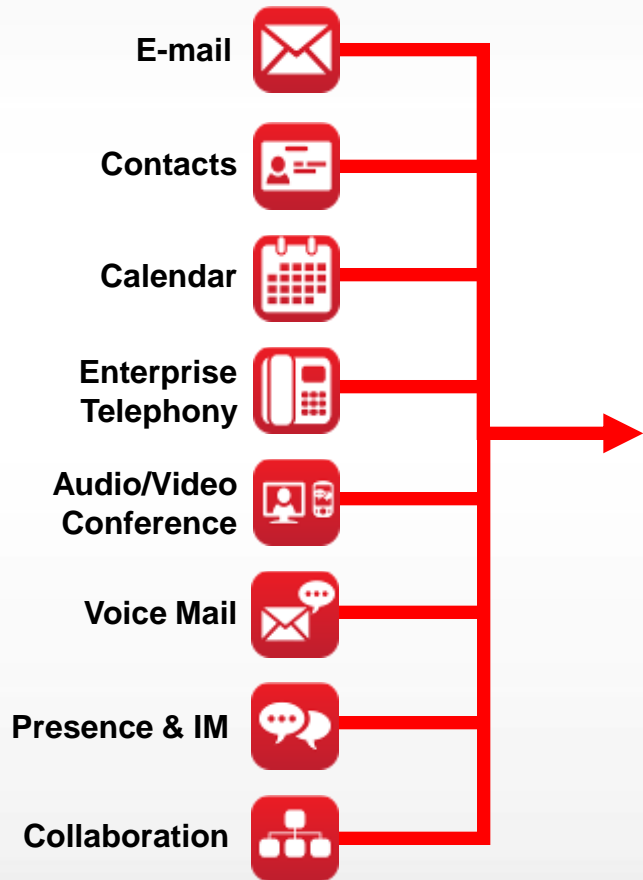 E-mail
Contacts
Calendar
Enterprise
Telephony
Audio/Video
Conference
Voice Mail
Presence & IM
Collaboration